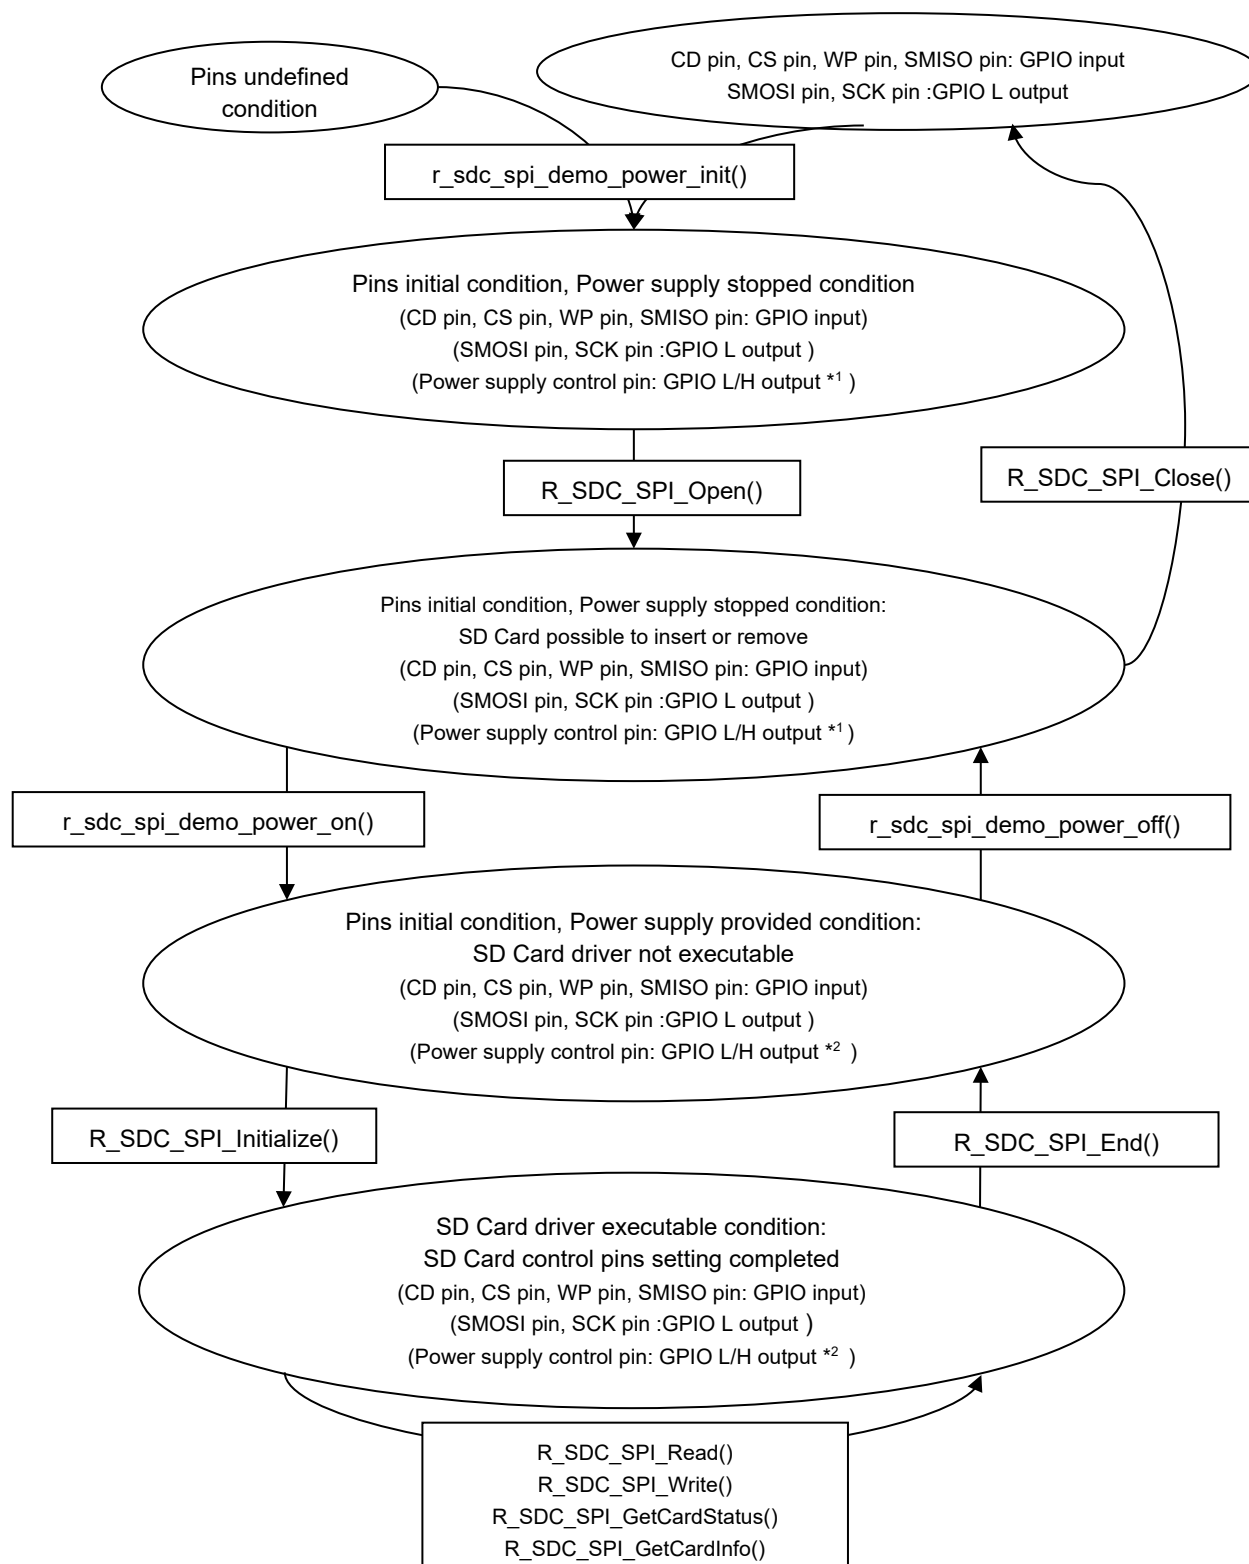 Pins undefined
condition
CD pin, CS pin, WP pin, SMISO pin: GPIO input
SMOSI pin, SCK pin :GPIO L output
r_sdc_spi_demo_power_init()
Pins initial condition, Power supply stopped condition
(CD pin, CS pin, WP pin, SMISO pin: GPIO input)
(SMOSI pin, SCK pin :GPIO L output )
(Power supply control pin: GPIO L/H output *1 )
R_SDC_SPI_Open()
R_SDC_SPI_Close()
Pins initial condition, Power supply stopped condition:
SD Card possible to insert or remove
(CD pin, CS pin, WP pin, SMISO pin: GPIO input)
(SMOSI pin, SCK pin :GPIO L output )
(Power supply control pin: GPIO L/H output *1 )
r_sdc_spi_demo_power_on()
r_sdc_spi_demo_power_off()
Pins initial condition, Power supply provided condition:
SD Card driver not executable
(CD pin, CS pin, WP pin, SMISO pin: GPIO input)
(SMOSI pin, SCK pin :GPIO L output )
(Power supply control pin: GPIO L/H output *2 )
R_SDC_SPI_Initialize()
R_SDC_SPI_End()
SD Card driver executable condition:
SD Card control pins setting completed
(CD pin, CS pin, WP pin, SMISO pin: GPIO input)
(SMOSI pin, SCK pin :GPIO L output )
(Power supply control pin: GPIO L/H output *2 )
R_SDC_SPI_Read()
R_SDC_SPI_Write()
R_SDC_SPI_GetCardStatus()
R_SDC_SPI_GetCardInfo()